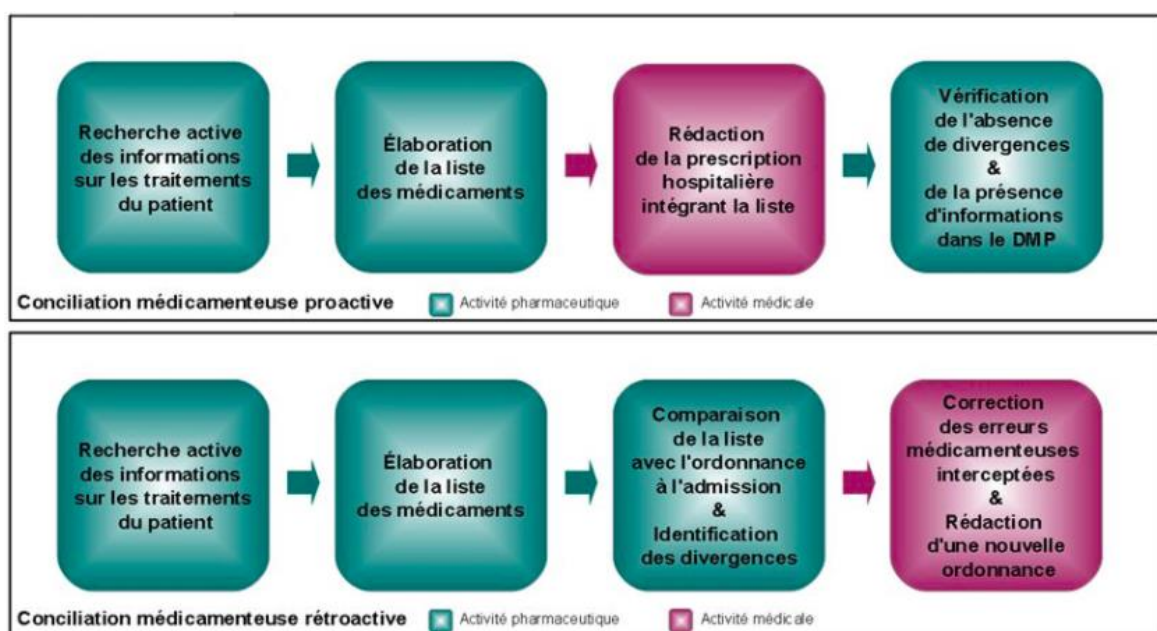 Recherche active
des informations
sur les traitements
du patient
Élaboration
de la liste
des médicaments
Rédaction
de la prescription
hospitalière
intégrant la liste
Vérification
de l'absence
de divergences
&
de la présence
d'informations
dans le DMP
Conciliation médicamenteuse proactive
Activité pharmaceutique
Activité médicale
Recherche active
des informations
sur les traitements
du patient
Élaboration
de la liste
des médicaments
Comparaison
de la liste
avec l'ordonnance
à l'admission
&
Identification
des divergences
Correction
des erreurs
médicamenteuses
interceptées
&
Rédaction
d'une nouvelle
ordonnance
Conciliation médicamenteuse rétroactive
Activité pharmaceutique
Activité médicale